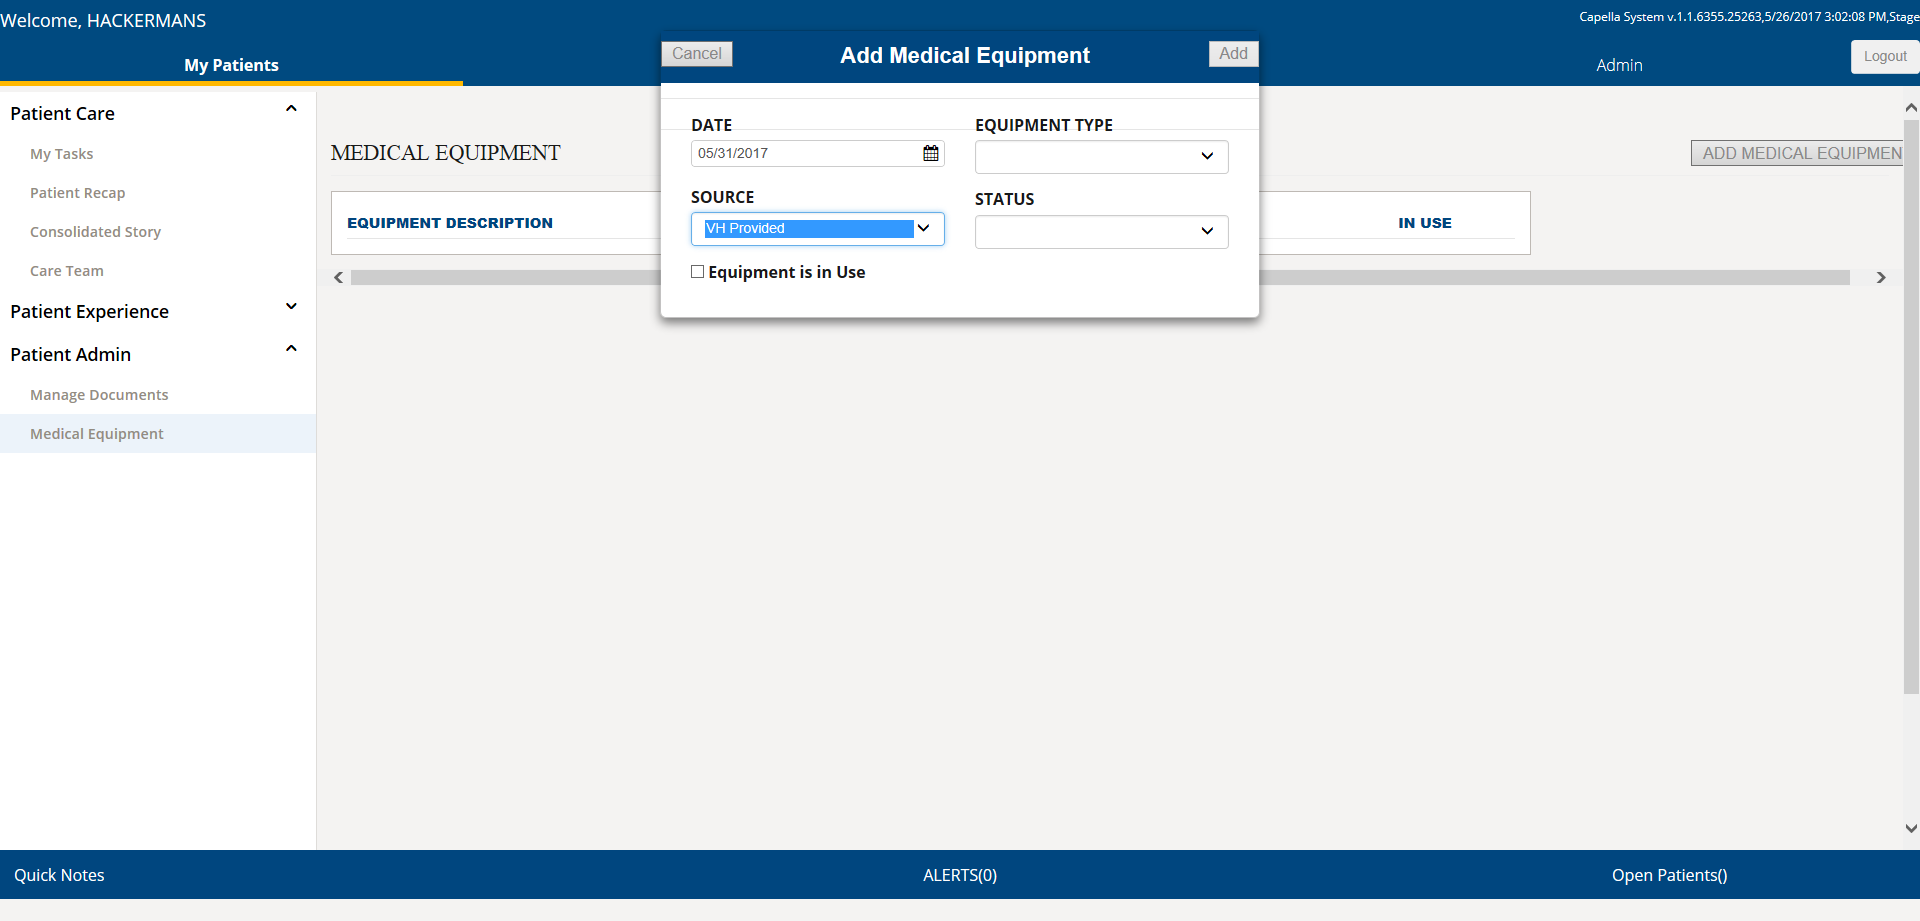 Welcome, HACKERMANS
Capella System v.1.1.6355.25263,5/26/2017 3:02:08 PM,Stage
My Patients
Admin
Logout
Cancel
Add Medical Equipment
Add
Patient Care
My Tasks
Patient Recap
Consolidated Story
Care Team
Patient Experience
Patient Admin
Manage Documents
Medical Equipment
MEDICAL EQUIPMENT
ADD MEDICAL EQUIPMEN
EQUIPMENT DESCRIPTION
IN USE
DATE
05/31/2017
EQUIPMENT TYPE
SOURCE
VH Provided
STATUS
Equipment is in Use
Quick Notes
ALERTS(0)
Open Patients()